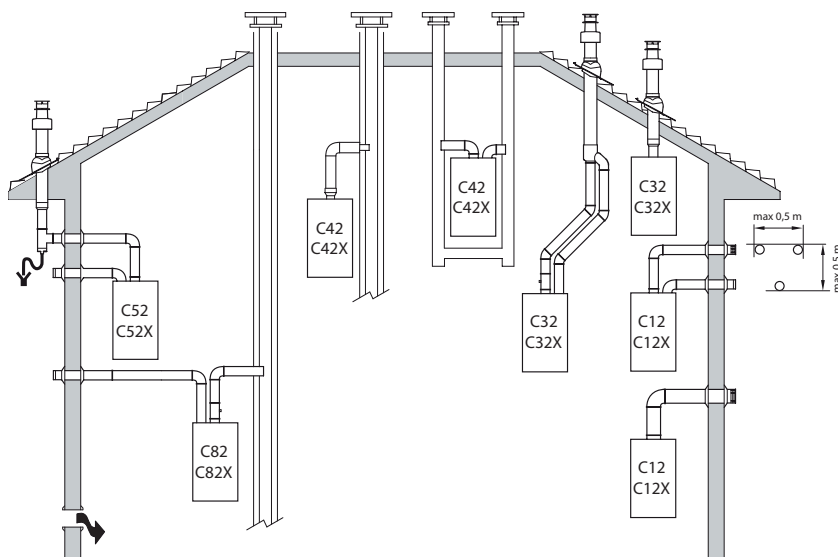 C42
C42X
C42
C42X
C32
C32X
max 0,5 m
max 0,5 m
C52
C52X
C32
C32X
C12
C12X
C82
C82X
C12
C12X